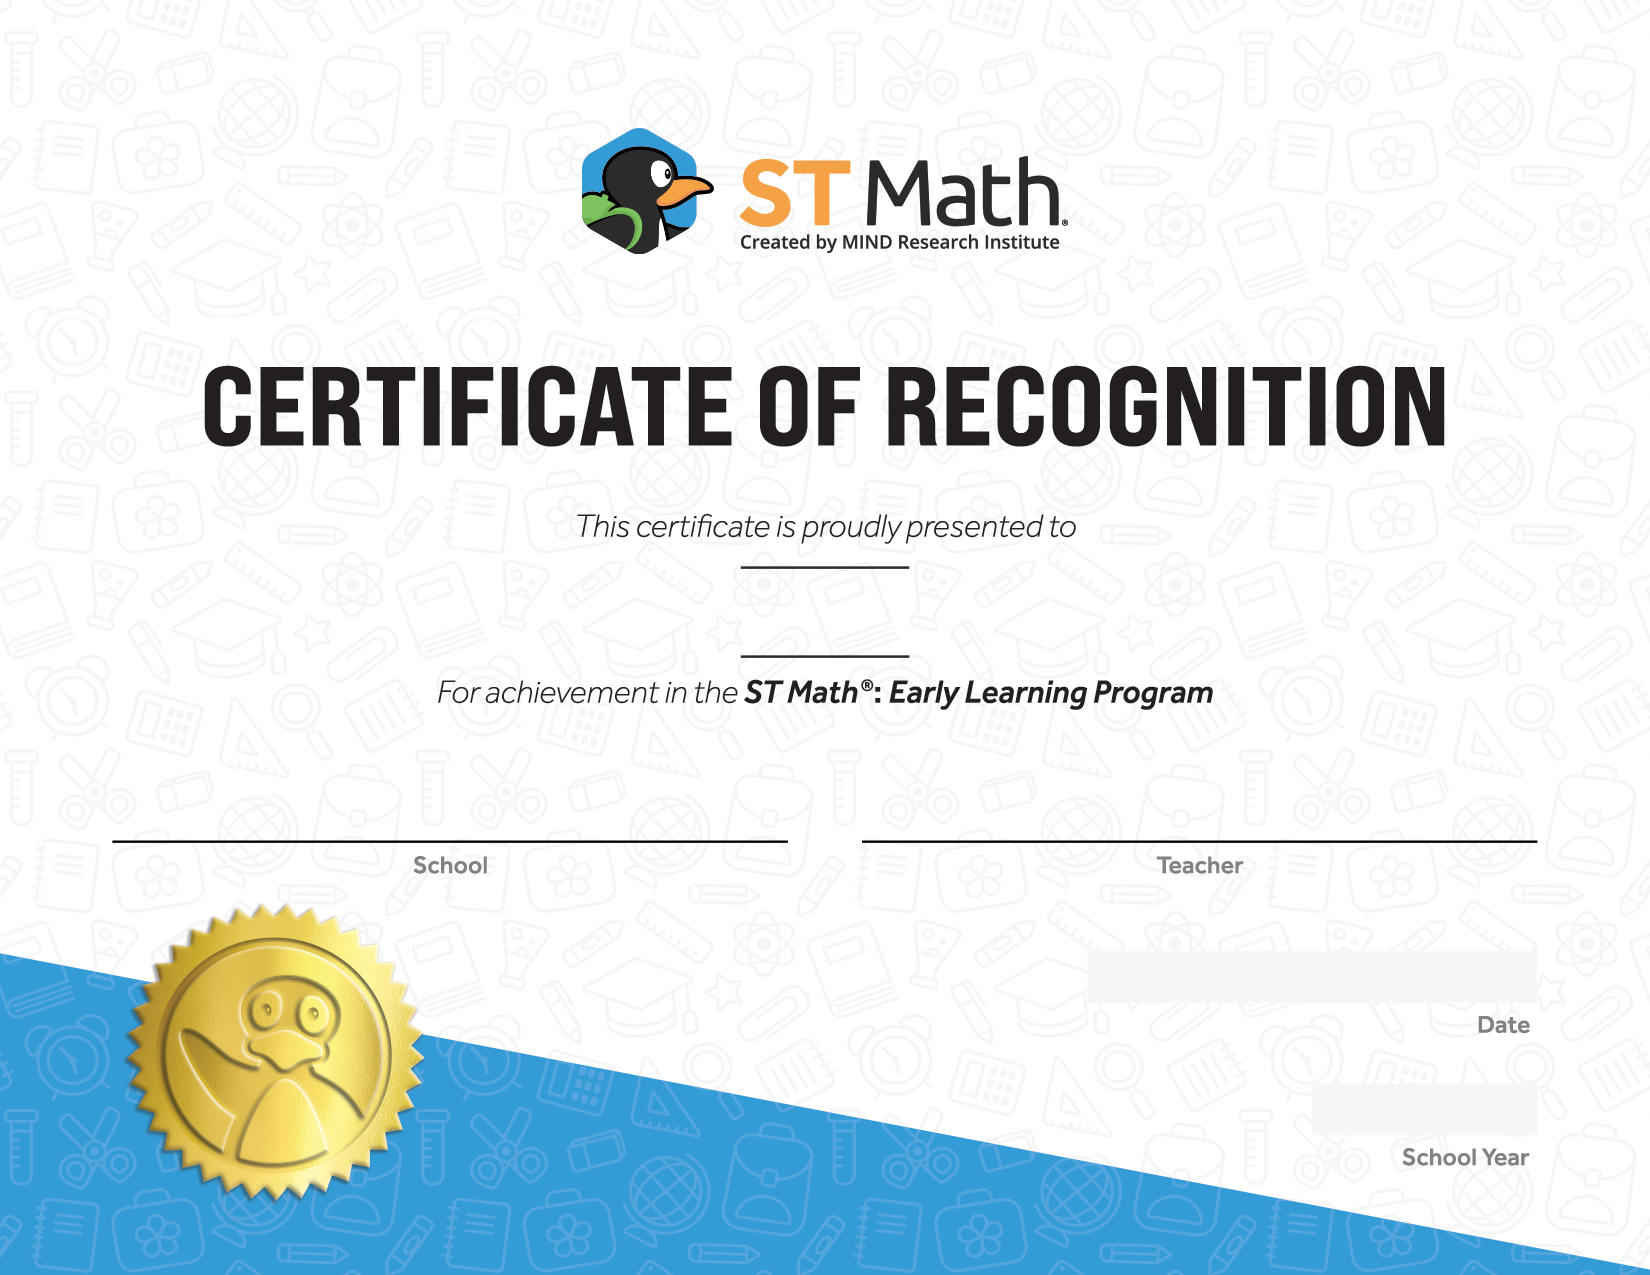 ST Math®
Created by MIND Research Institute
CERTIFICATE OF RECOGNITION
This certificate is proudly presented to
For achievement in the ST Math®: Early Learning Program
School
Teacher
Date
School Year